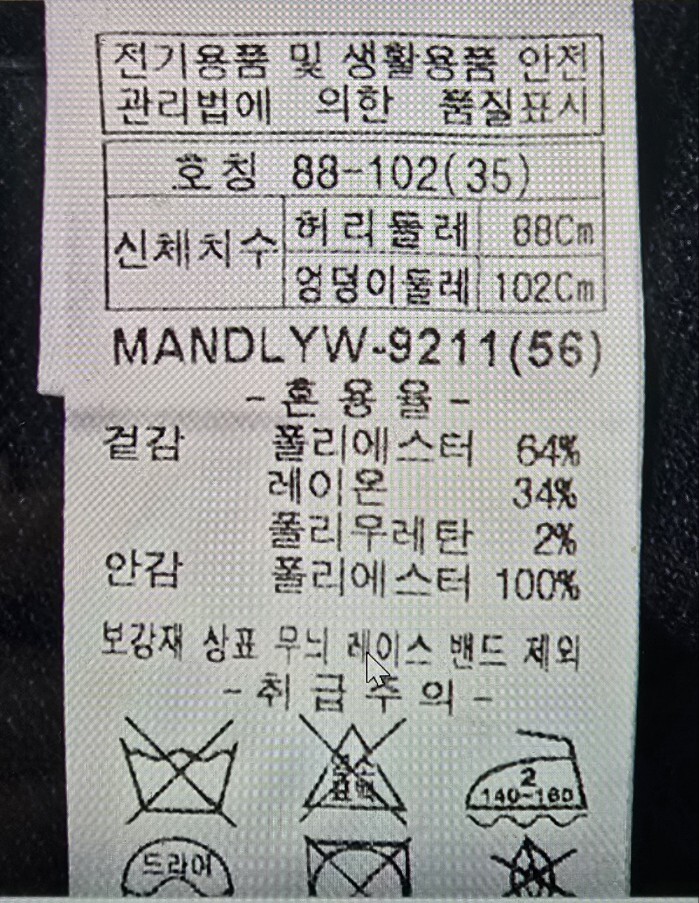 전기용품 및 생활용품 안전
관리법에 의한 품질표시
호칭 88-102(35)
신체치수 허리둘레 88Cm
엉덩이둘레 102Cm
MANDLYW-9211(56)
-혼용율-
겉감 폴리에스터 64%
레이온 34%
폴리우레탄 2%
안감 폴리에스터 100%
보강재 상표 무늬 레이스 밴드 제외
-취급주의-
염소
표백
2
140~160
드라이